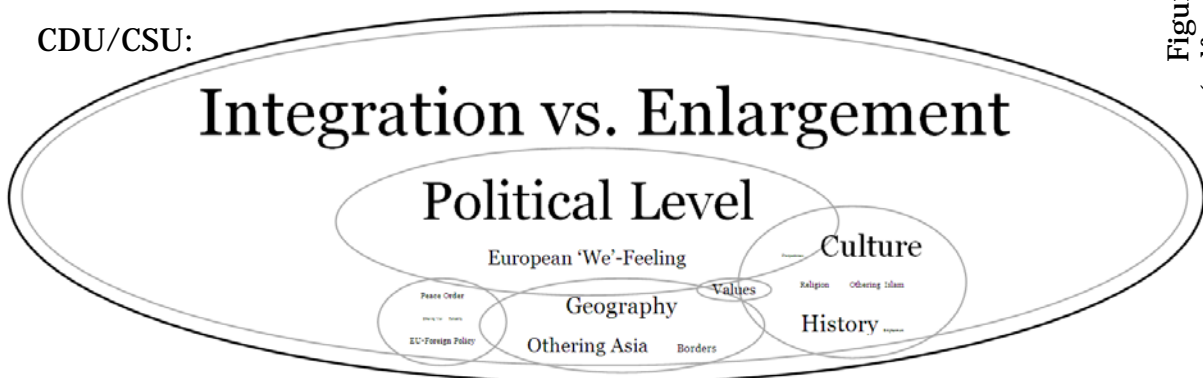 CDU/CSU:
Figur
Integration vs. Enlargement
Political Level
European ‘We’-Feeling
Culture
Religion Othering Islam
History
Values
Peace Order
EU-Foreign Policy
Geography
Othering Asia Borders